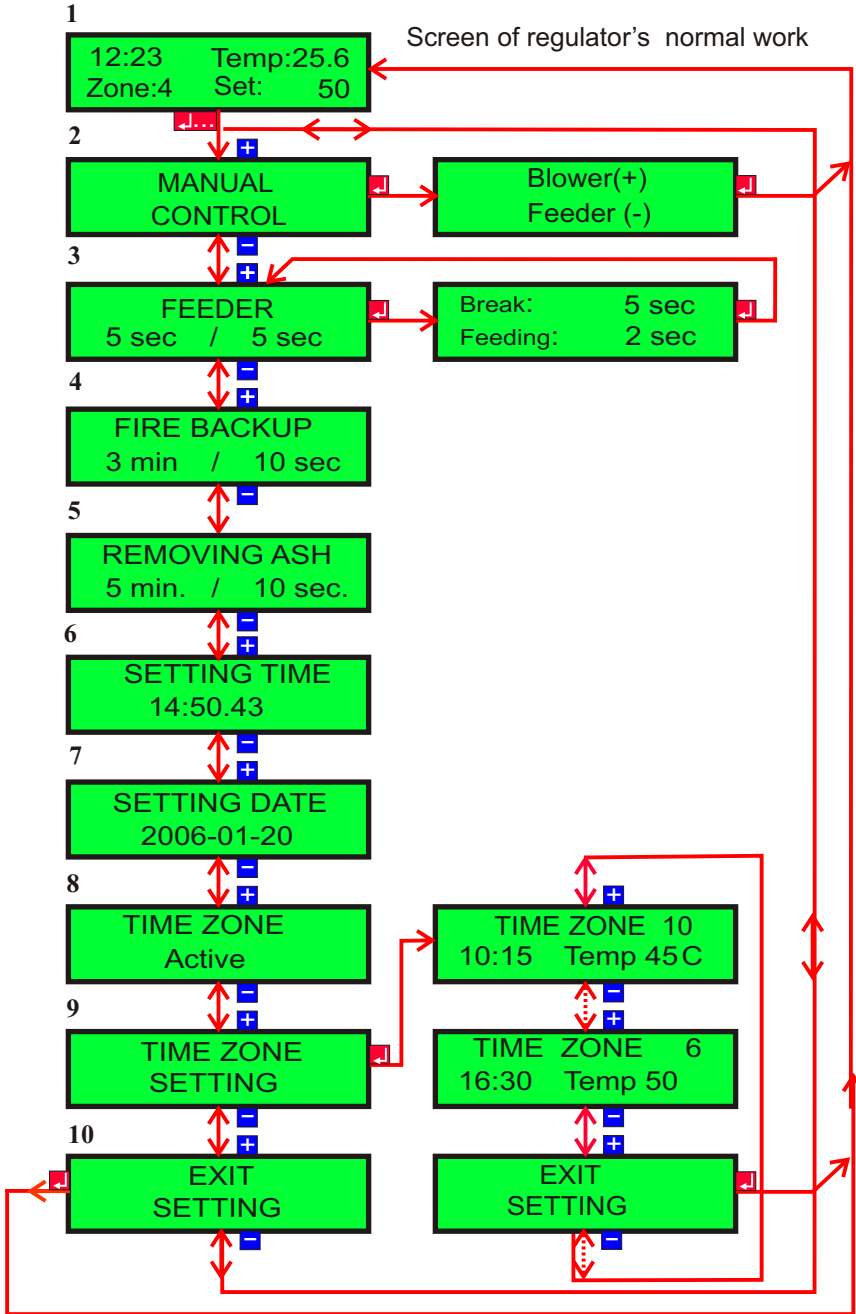 1
Screen of regulator's normal work
12:23 Temp:25.6
Zone:4 Set: 50
2
+
MANUAL
CONTROL
Blower(+)
Feeder (-)
3
−
+
FEEDER
5 sec / 5 sec
Break: 5 sec
Feeding: 2 sec
4
−
+
FIRE BACKUP
3 min / 10 sec
5
−
REMOVING ASH
5 min. / 10 sec.
6
−
+
SETTING TIME
14:50.43
7
−
+
SETTING DATE
2006-01-20
8
−
+
TIME ZONE
Active
+
TIME ZONE 10
10:15 Temp 45C
9
−
+
TIME ZONE
SETTING
−
+
TIME ZONE 6
16:30 Temp 50
10
−
+
EXIT
SETTING
−
−
+
EXIT
SETTING
−